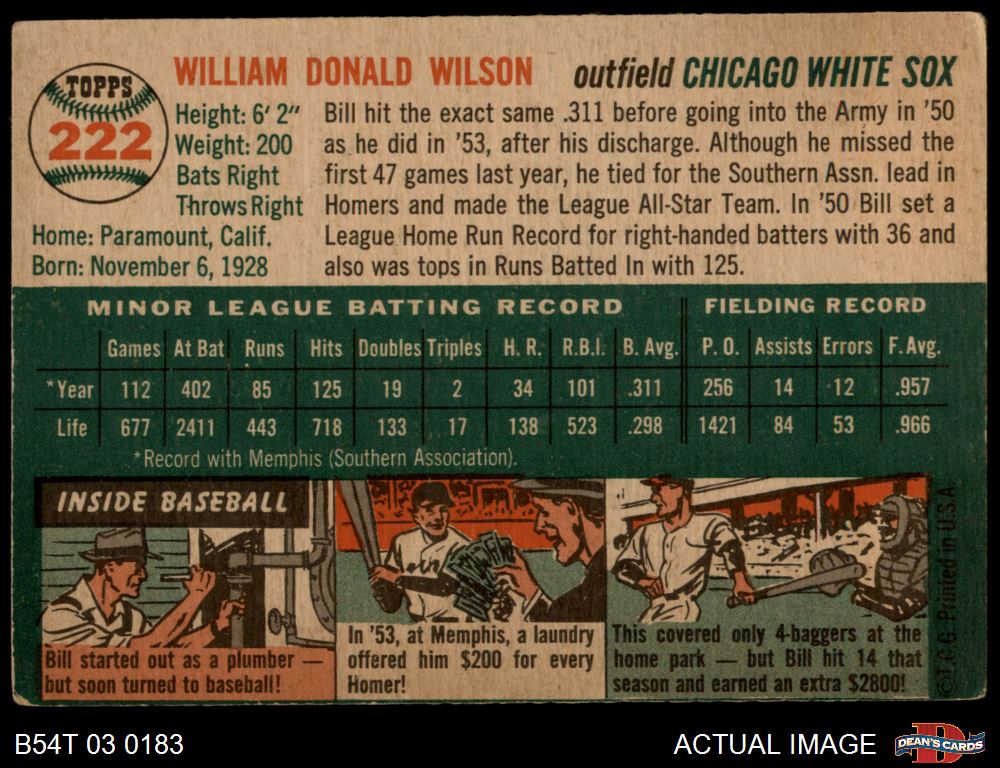 TOPPS
222
WILLIAM DONALD WILSON outfield CHICAGO WHITE SOX
Height: 6' 2"
Weight: 200
Bats Right
Throws Right
Home: Paramount, Calif.
Born: November 6, 1928
Bill hit the exact same .311 before going into the Army in '50
as he did in '53, after his discharge. Although he missed the
first 47 games last year, he tied for the Southern Assn. lead in
Homers and made the League All-Star Team. In '50 Bill set a
League Home Run Record for right-handed batters with 36 and
also was tops in Runs Batted In with 125.
MINOR LEAGUE BATTING RECORD FIELDING RECORD
Games At Bat Runs Hits Doubles Triples H. R. R.B.I. B. Avg. P. O. Assists Errors F. Avg.
*Year 112 402 85 125 19 2 34 101 .311 256 14 12 .957
Life 677 2411 443 718 133 17 138 523 .298 1421 84 53 .966
*Record with Memphis (Southern Association).
INSIDE BASEBALL
Bill started out as a plumber —
but soon turned to baseball!
In '53, at Memphis, a laundry
offered him $200 for every
Homer!
This covered only 4-baggers at the
home park — but Bill hit 14 that
season and earned an extra $2800!
©T.C.G. Printed in U.S.A.
B54T 03 0183
ACTUAL IMAGE
DEAN'S CARDS